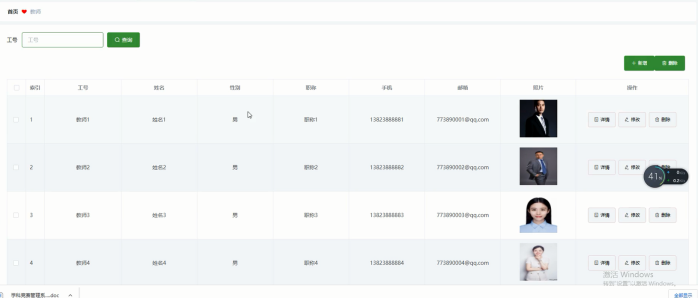 首页 ❤ 教师
工号 工号 查询
+ 新增 删除
索引 工号 姓名 性别 职称 手机 邮箱 照片 操作
1 教师1 姓名1 男 职称1 13823888881 773890001@qq.com 详情 修改 删除
2 教师2 姓名2 男 职称2 13823888882 773890002@qq.com 详情 修改 删除
3 教师3 姓名3 男 职称3 13823888883 773890003@qq.com 详情 修改 删除
4 教师4 姓名4 男 职称4 13823888884 773890004@qq.com 详情 修改 删除
41%
激活 Windows
转到"设置"以激活 Windows。
学科竞赛管理系....doc
全部显示